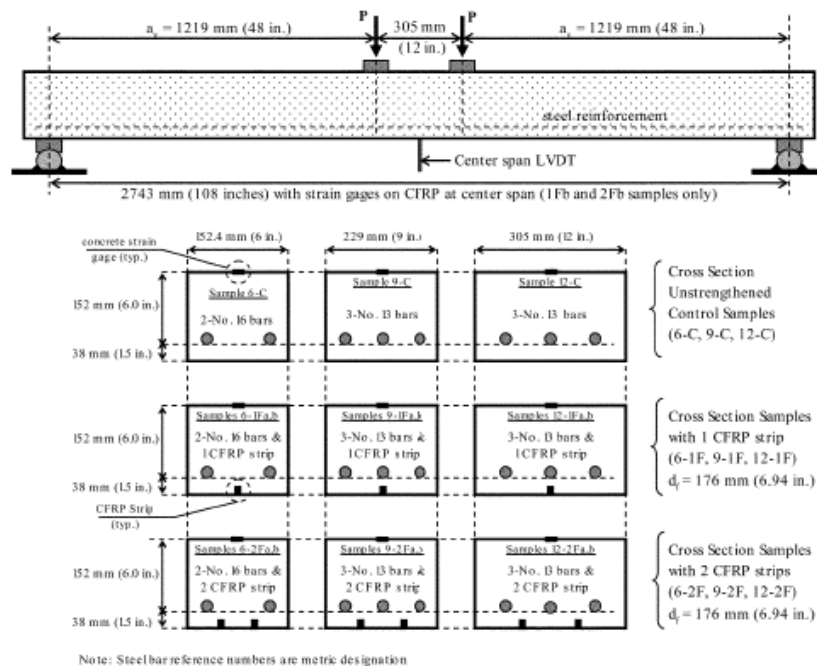 P P
a_s = 1219 mm (48 in.) 305 mm a_s = 1219 mm (48 in.)
(12 in.)
steel reinforcement
Center span LVDT
2743 mm (108 inches) with strain gages on CFRP at center span (1Fb and 2Fb samples only)
152.4 mm (6 in.) 229 mm (9 in.) 305 mm (12 in.)
concrete strain
gage (typ.)
152 mm (6.0 in.)
38 mm (1.5 in.)
Sample 6-C
2-No. 16 bars
Sample 9-C
3-No. 13 bars
Sample 12-C
3-No. 13 bars
Cross Section
Unstrengthened
Control Samples
(6-C, 9-C, 12-C)
152 mm (6.0 in.)
38 mm (1.5 in.)
Samples 6-1Fa,b
2-No. 16 bars &
1CFRP strip
Samples 9-1Fa,b
3-No. 13 bars &
1CFRP strip
Samples 12-1Fa,b
3-No. 13 bars &
1CFRP strip
Cross Section Samples
with 1 CFRP strip
(6-1F, 9-1F, 12-1F)
d_f = 176 mm (6.94 in.)
CFRP Strip
(typ.)
152 mm (6.0 in.)
38 mm (1.5 in.)
Samples 6-2Fa,b
2-No. 16 bars &
2 CFRP strip
Samples 9-2Fa,b
3-No. 13 bars &
2 CFRP strip
Samples 12-2Fa,b
3-No. 13 bars &
2 CFRP strip
Cross Section Samples
with 2 CFRP strips
(6-2F, 9-2F, 12-2F)
d_f = 176 mm (6.94 in.)
Note: Steel bar reference numbers are metric designation